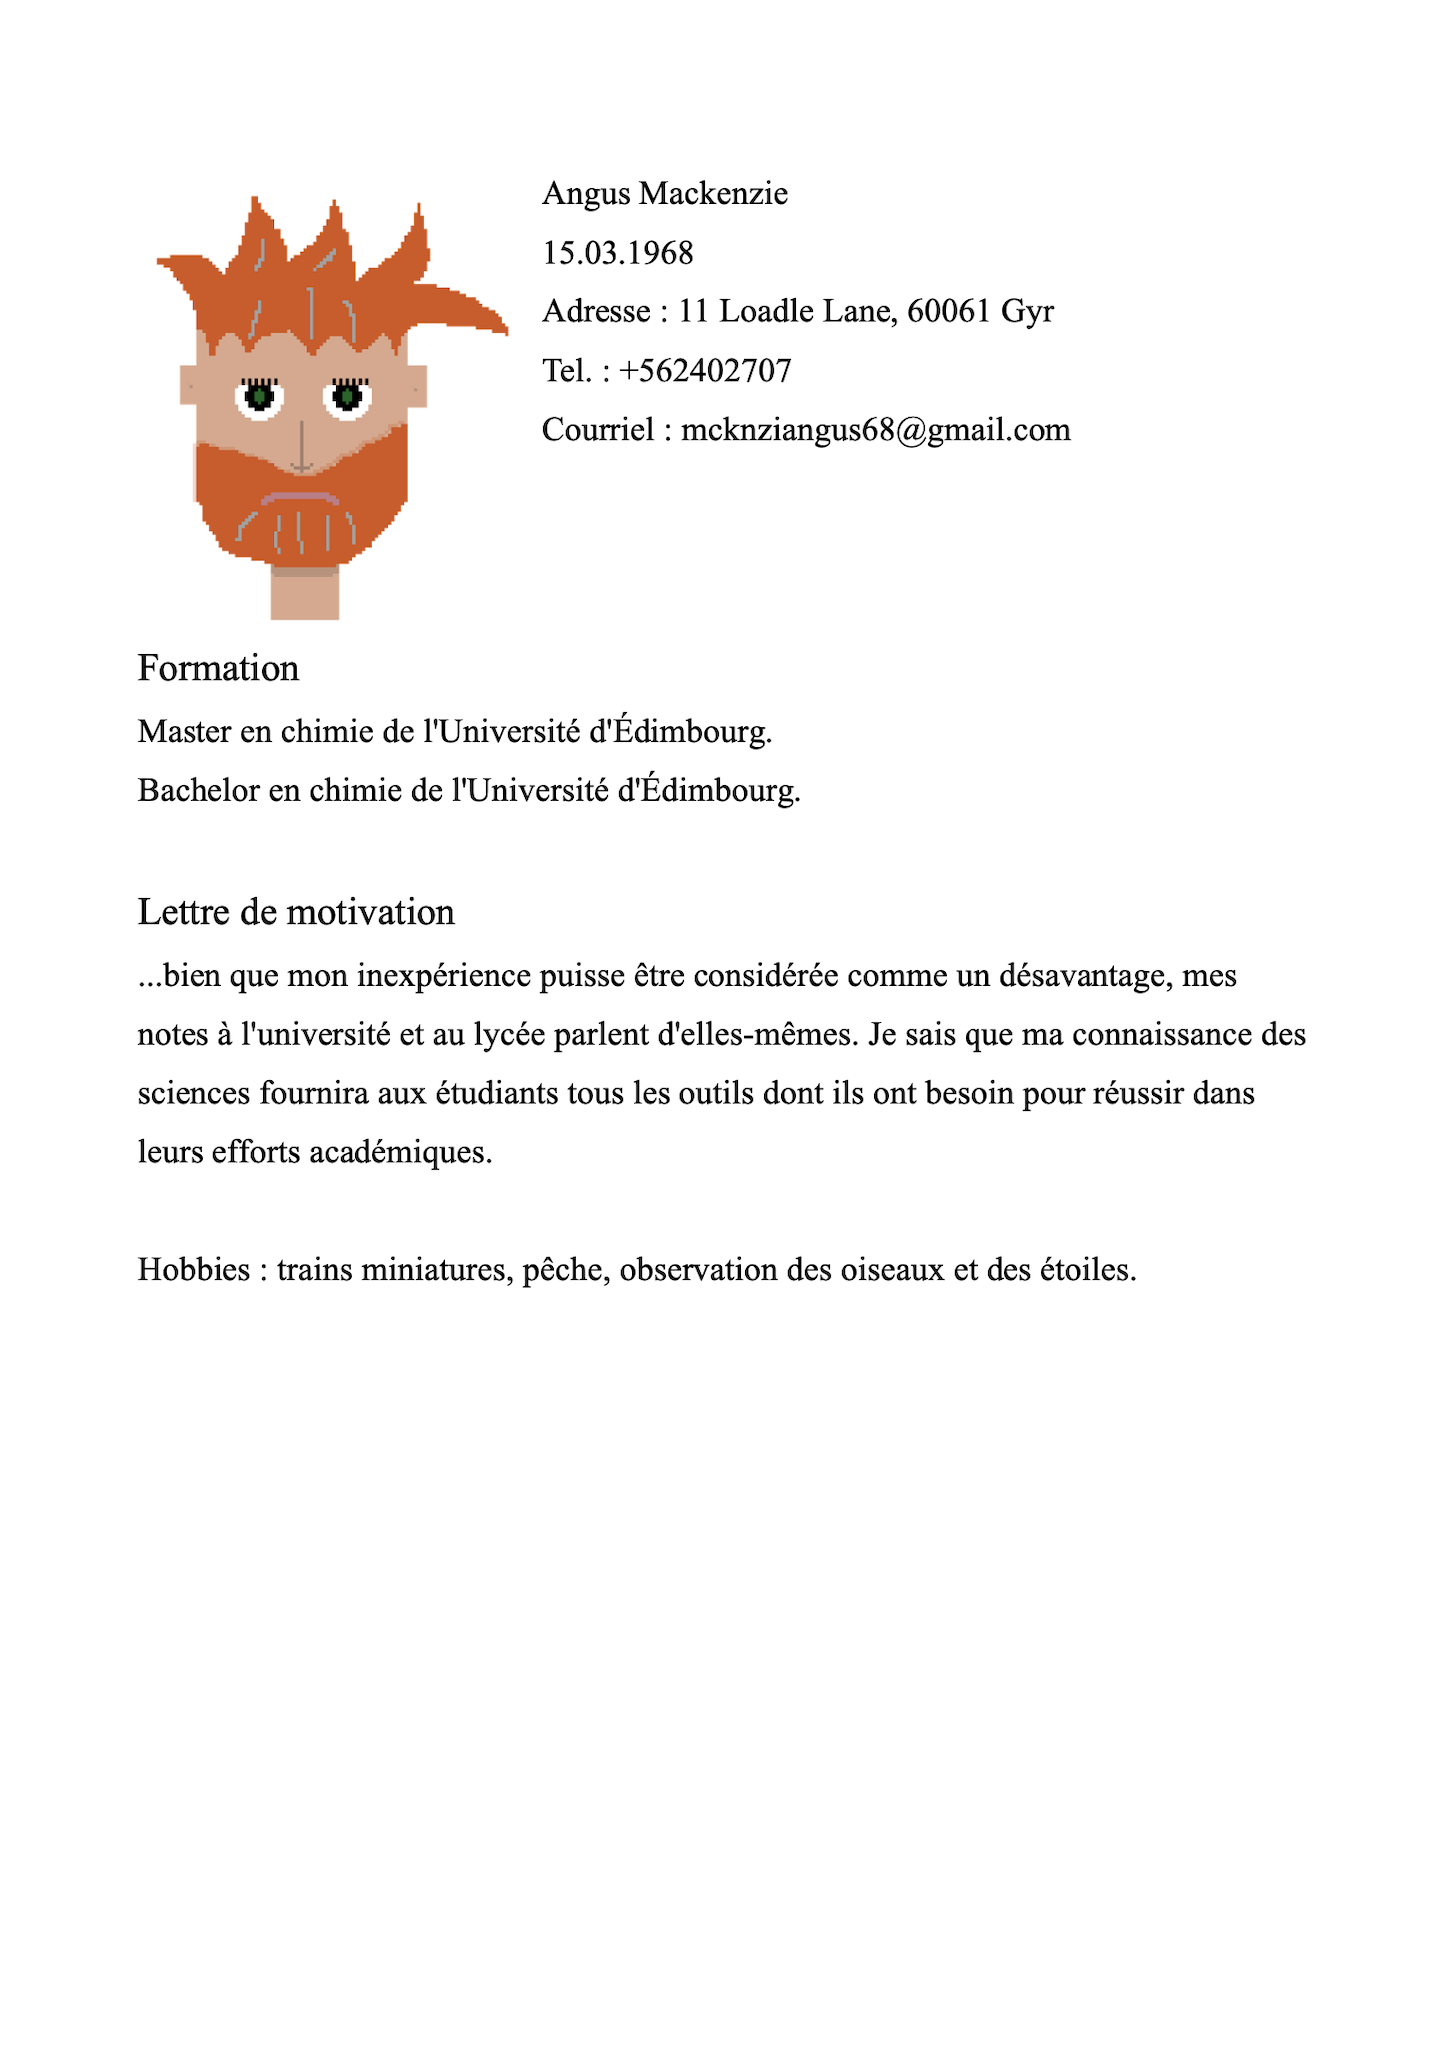 Angus Mackenzie
15.03.1968
Adresse : 11 Loadle Lane, 60061 Gyr
Tel. : +562402707
Courriel : mcknziangus68@gmail.com
Formation
Master en chimie de l'Université d'Édimbourg.
Bachelor en chimie de l'Université d'Édimbourg.
Lettre de motivation
...bien que mon inexpérience puisse être considérée comme un désavantage, mes
notes à l'université et au lycée parlent d'elles-mêmes. Je sais que ma connaissance des
sciences fournira aux étudiants tous les outils dont ils ont besoin pour réussir dans
leurs efforts académiques.
Hobbies : trains miniatures, pêche, observation des oiseaux et des étoiles.